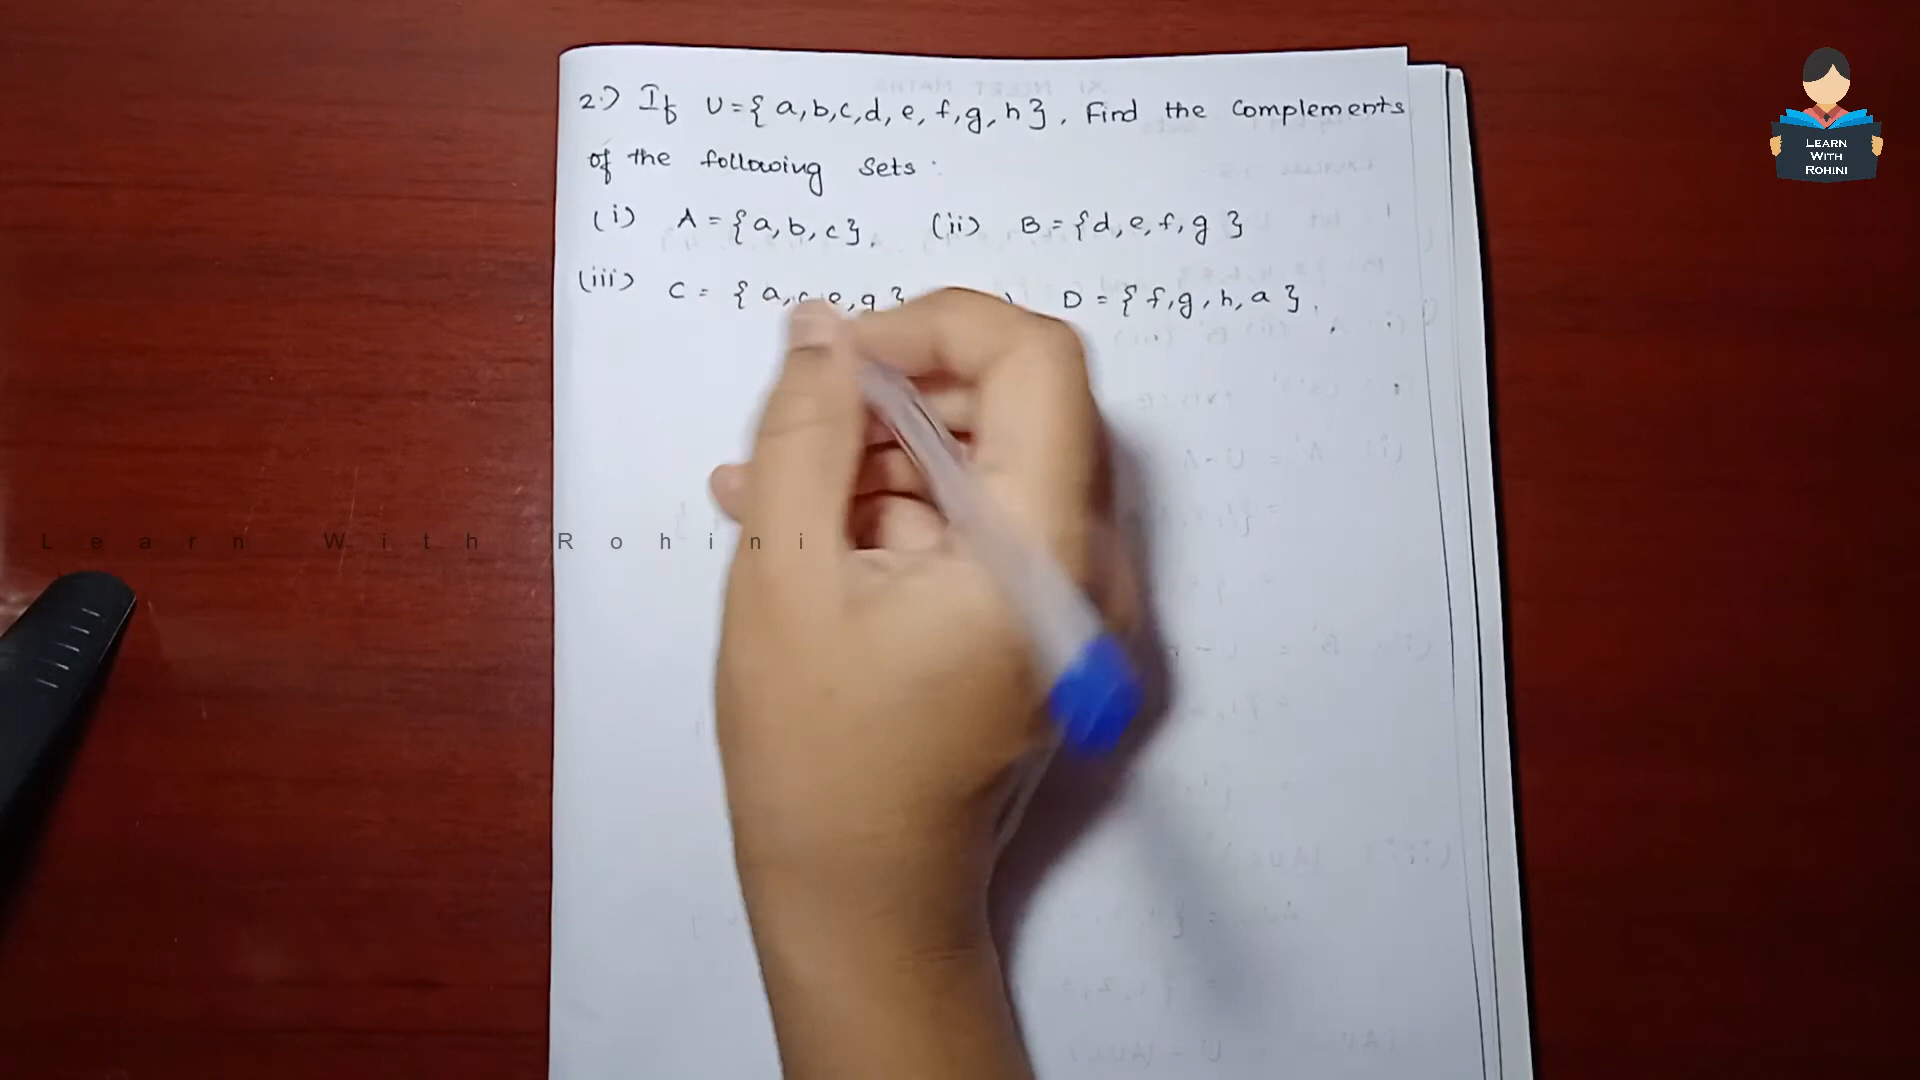 2.) If U={ a,b,c,d, e, f,g, h } . Find the complements
of the following sets :
(i) A = {a, b, c}, (ii) B = {d, e, f, g }
(iii) C = { a,c,e,g} ) D = { f,g,h,a } .
LEARN
WITH
ROHINI
Learn With Rohini